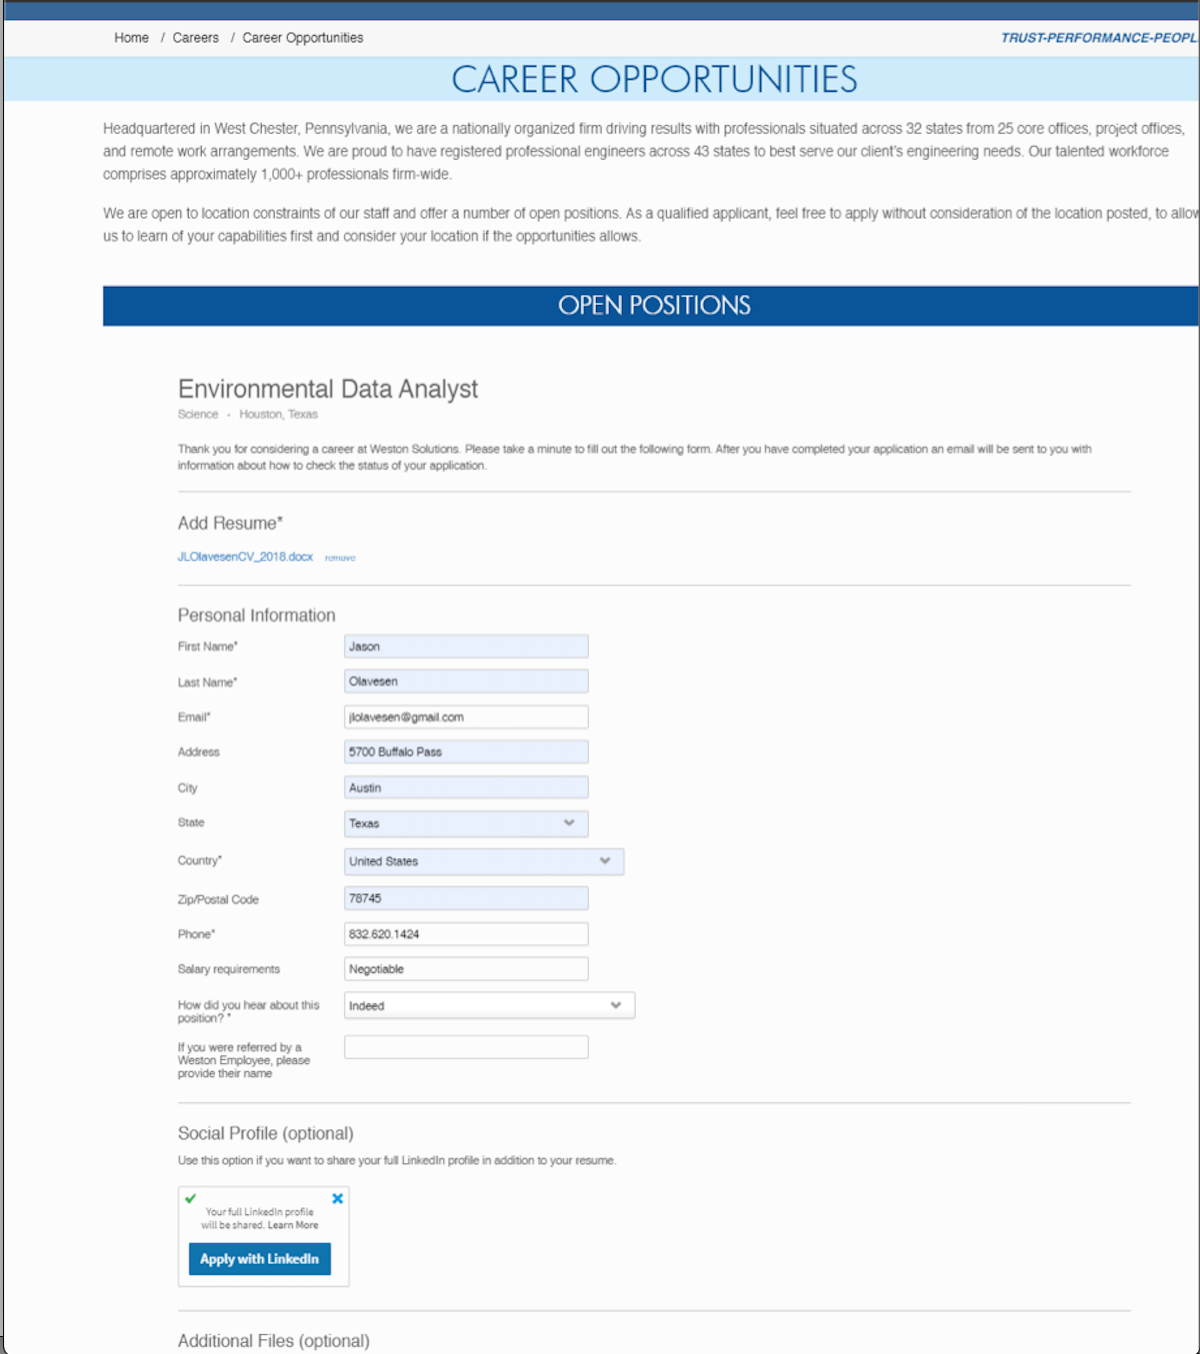 Home / Careers / Career Opportunities
TRUST-PERFORMANCE-PEOPL
CAREER OPPORTUNITIES
Headquartered in West Chester, Pennsylvania, we are a nationally organized firm driving results with professionals situated across 32 states from 25 core offices, project offices,
and remote work arrangements. We are proud to have registered professional engineers across 43 states to best serve our client's engineering needs. Our talented workforce
comprises approximately 1,000+ professionals firm-wide.
We are open to location constraints of our staff and offer a number of open positions. As a qualified applicant, feel free to apply without consideration of the location posted, to allow
us to learn of your capabilities first and consider your location if the opportunities allows.
OPEN POSITIONS
Environmental Data Analyst
Science · Houston, Texas
Thank you for considering a career at Weston Solutions. Please take a minute to fill out the following form. After you have completed your application an email will be sent to you with
information about how to check the status of your application.
Add Resume*
JLOlavesenCV_2018.docx remove
Personal Information
First Name* Jason
Last Name* Olavesen
Email* jlolavesen@gmail.com
Address 5700 Buffalo Pass
City Austin
State Texas
Country* United States
Zip/Postal Code 78745
Phone* 832.620.1424
Salary requirements Negotiable
How did you hear about this
position? * Indeed
If you were referred by a
Weston Employee, please
provide their name
Social Profile (optional)
Use this option if you want to share your full LinkedIn profile in addition to your resume.
Your full LinkedIn profile
will be shared. Learn More
Apply with LinkedIn
Additional Files (optional)